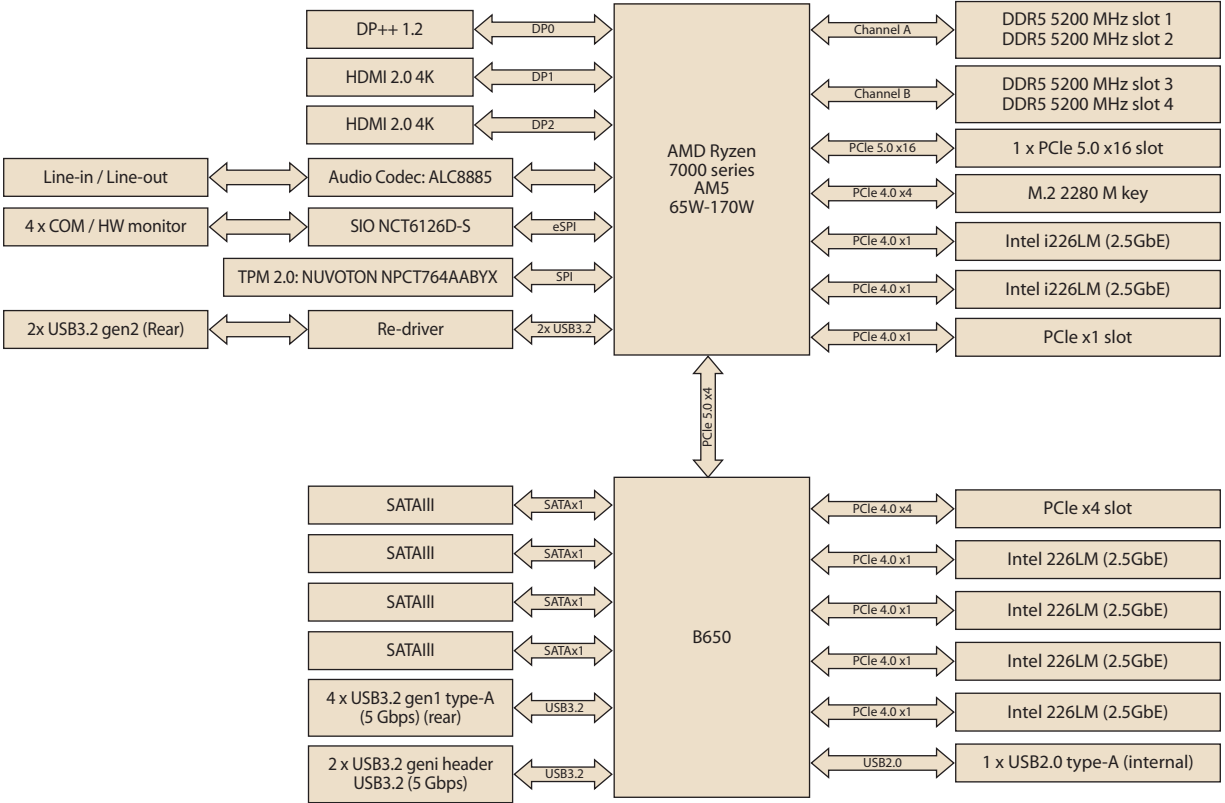 DP++ 1.2
DP0
HDMI 2.0 4K
DP1
HDMI 2.0 4K
DP2
Line-in / Line-out
Audio Codec: ALC8885
4 x COM / HW monitor
SIO NCT6126D-S
eSPI
TPM 2.0: NUVOTON NPCT764AABYX
SPI
2x USB3.2 gen2 (Rear)
Re-driver
2x USB3.2
AMD Ryzen
7000 series
AM5
65W-170W
Channel A
DDR5 5200 MHz slot 1
DDR5 5200 MHz slot 2
Channel B
DDR5 5200 MHz slot 3
DDR5 5200 MHz slot 4
PCIe 5.0 x16
1 x PCIe 5.0 x16 slot
PCIe 4.0 x4
M.2 2280 M key
PCIe 4.0 x1
Intel i226LM (2.5GbE)
PCIe 4.0 x1
Intel i226LM (2.5GbE)
PCIe 4.0 x1
PCIe x1 slot
PCIe 5.0 x4
SATAIII
SATAx1
SATAIII
SATAx1
SATAIII
SATAx1
SATAIII
SATAx1
4 x USB3.2 gen1 type-A
(5 Gbps) (rear)
USB3.2
2 x USB3.2 geni header
USB3.2 (5 Gbps)
USB3.2
B650
PCIe 4.0 x4
PCIe x4 slot
PCIe 4.0 x1
Intel 226LM (2.5GbE)
PCIe 4.0 x1
Intel 226LM (2.5GbE)
PCIe 4.0 x1
Intel 226LM (2.5GbE)
PCIe 4.0 x1
Intel 226LM (2.5GbE)
USB2.0
1 x USB2.0 type-A (internal)